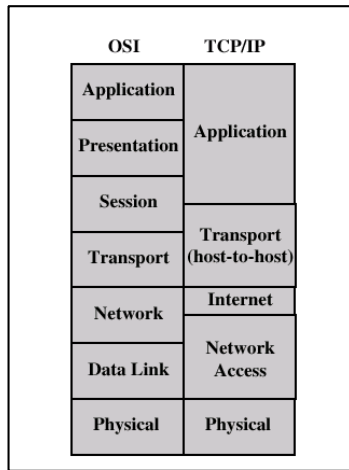 OSI TCP/IP
Application
Presentation
Session
Transport
Network
Data Link
Physical
Application
Transport
(host-to-host)
Internet
Network
Access
Physical